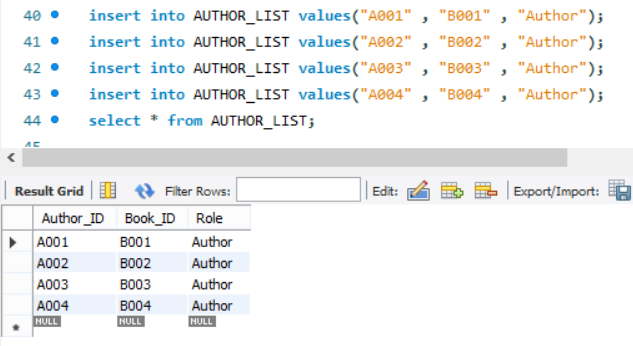 40 insert into AUTHOR_LIST values("A001" , "B001" , "Author");
41 insert into AUTHOR_LIST values("A002" , "B002" , "Author");
42 insert into AUTHOR_LIST values("A003" , "B003" , "Author");
43 insert into AUTHOR_LIST values("A004" , "B004" , "Author");
44 select * from AUTHOR_LIST;
Result Grid Filter Rows: Edit: Export/Import:
Author_ID Book_ID Role
A001 B001 Author
A002 B002 Author
A003 B003 Author
A004 B004 Author
NULL NULL NULL